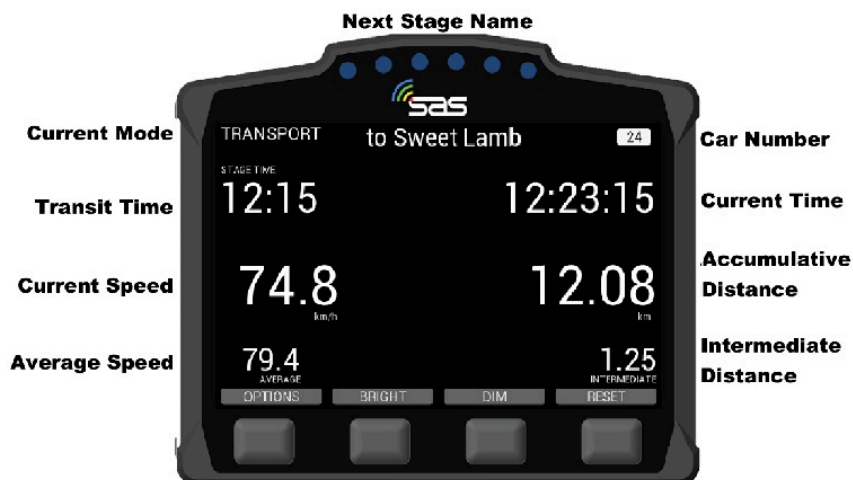 Next Stage Name
sas
Current Mode
TRANSPORT
to Sweet Lamb
24
Car Number
STAGE TIME
Transit Time
12:15
12:23:15
Current Time
Current Speed
74.8
km/h
12.08
km
Accumulative
Distance
Average Speed
79.4
AVERAGE
1.25
INTERMEDIATE
Intermediate
Distance
OPTIONS
BRIGHT
DIM
RESET